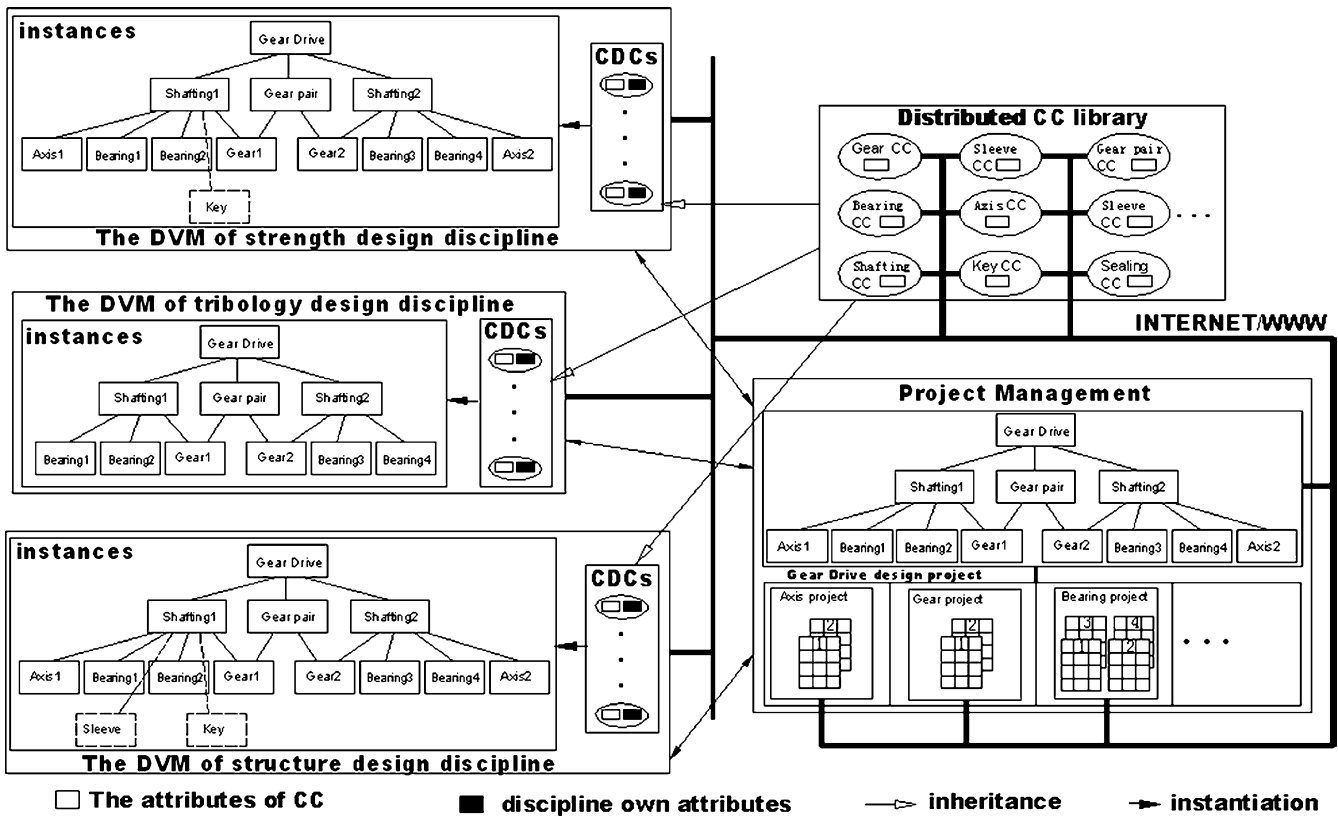 instances
Gear Drive
Shafting1 Gear pair Shafting2
Axis1 Bearing1 Bearing2 Gear1 Gear2 Bearing3 Bearing4 Axis2
Key
CDCs
The DVM of strength design discipline
Distributed CC library
Gear CC Sleeve CC Gear pair CC
Bearing CC Axis CC Sleeve CC
Shafting CC Key CC Sealing CC
INTERNET/WWW
The DVM of tribology design discipline
instances
Gear Drive
Shafting1 Gear pair Shafting2
Bearing1 Bearing2 Gear1 Gear2 Bearing3 Bearing4
CDCs
Project Management
Gear Drive
Shafting1 Gear pair Shafting2
Axis1 Bearing1 Bearing2 Gear1 Gear2 Bearing3 Bearing4 Axis2
Gear Drive design project
Axis project Gear project Bearing project
2 2 3 4
1 1 1 2
instances
Gear Drive
Shafting1 Gear pair Shafting2
Axis1 Bearing1 Bearing2 Gear1 Gear2 Bearing3 Bearing4 Axis2
Sleeve Key
CDCs
The DVM of structure design discipline
The attributes of CC discipline own attributes inheritance instantiation